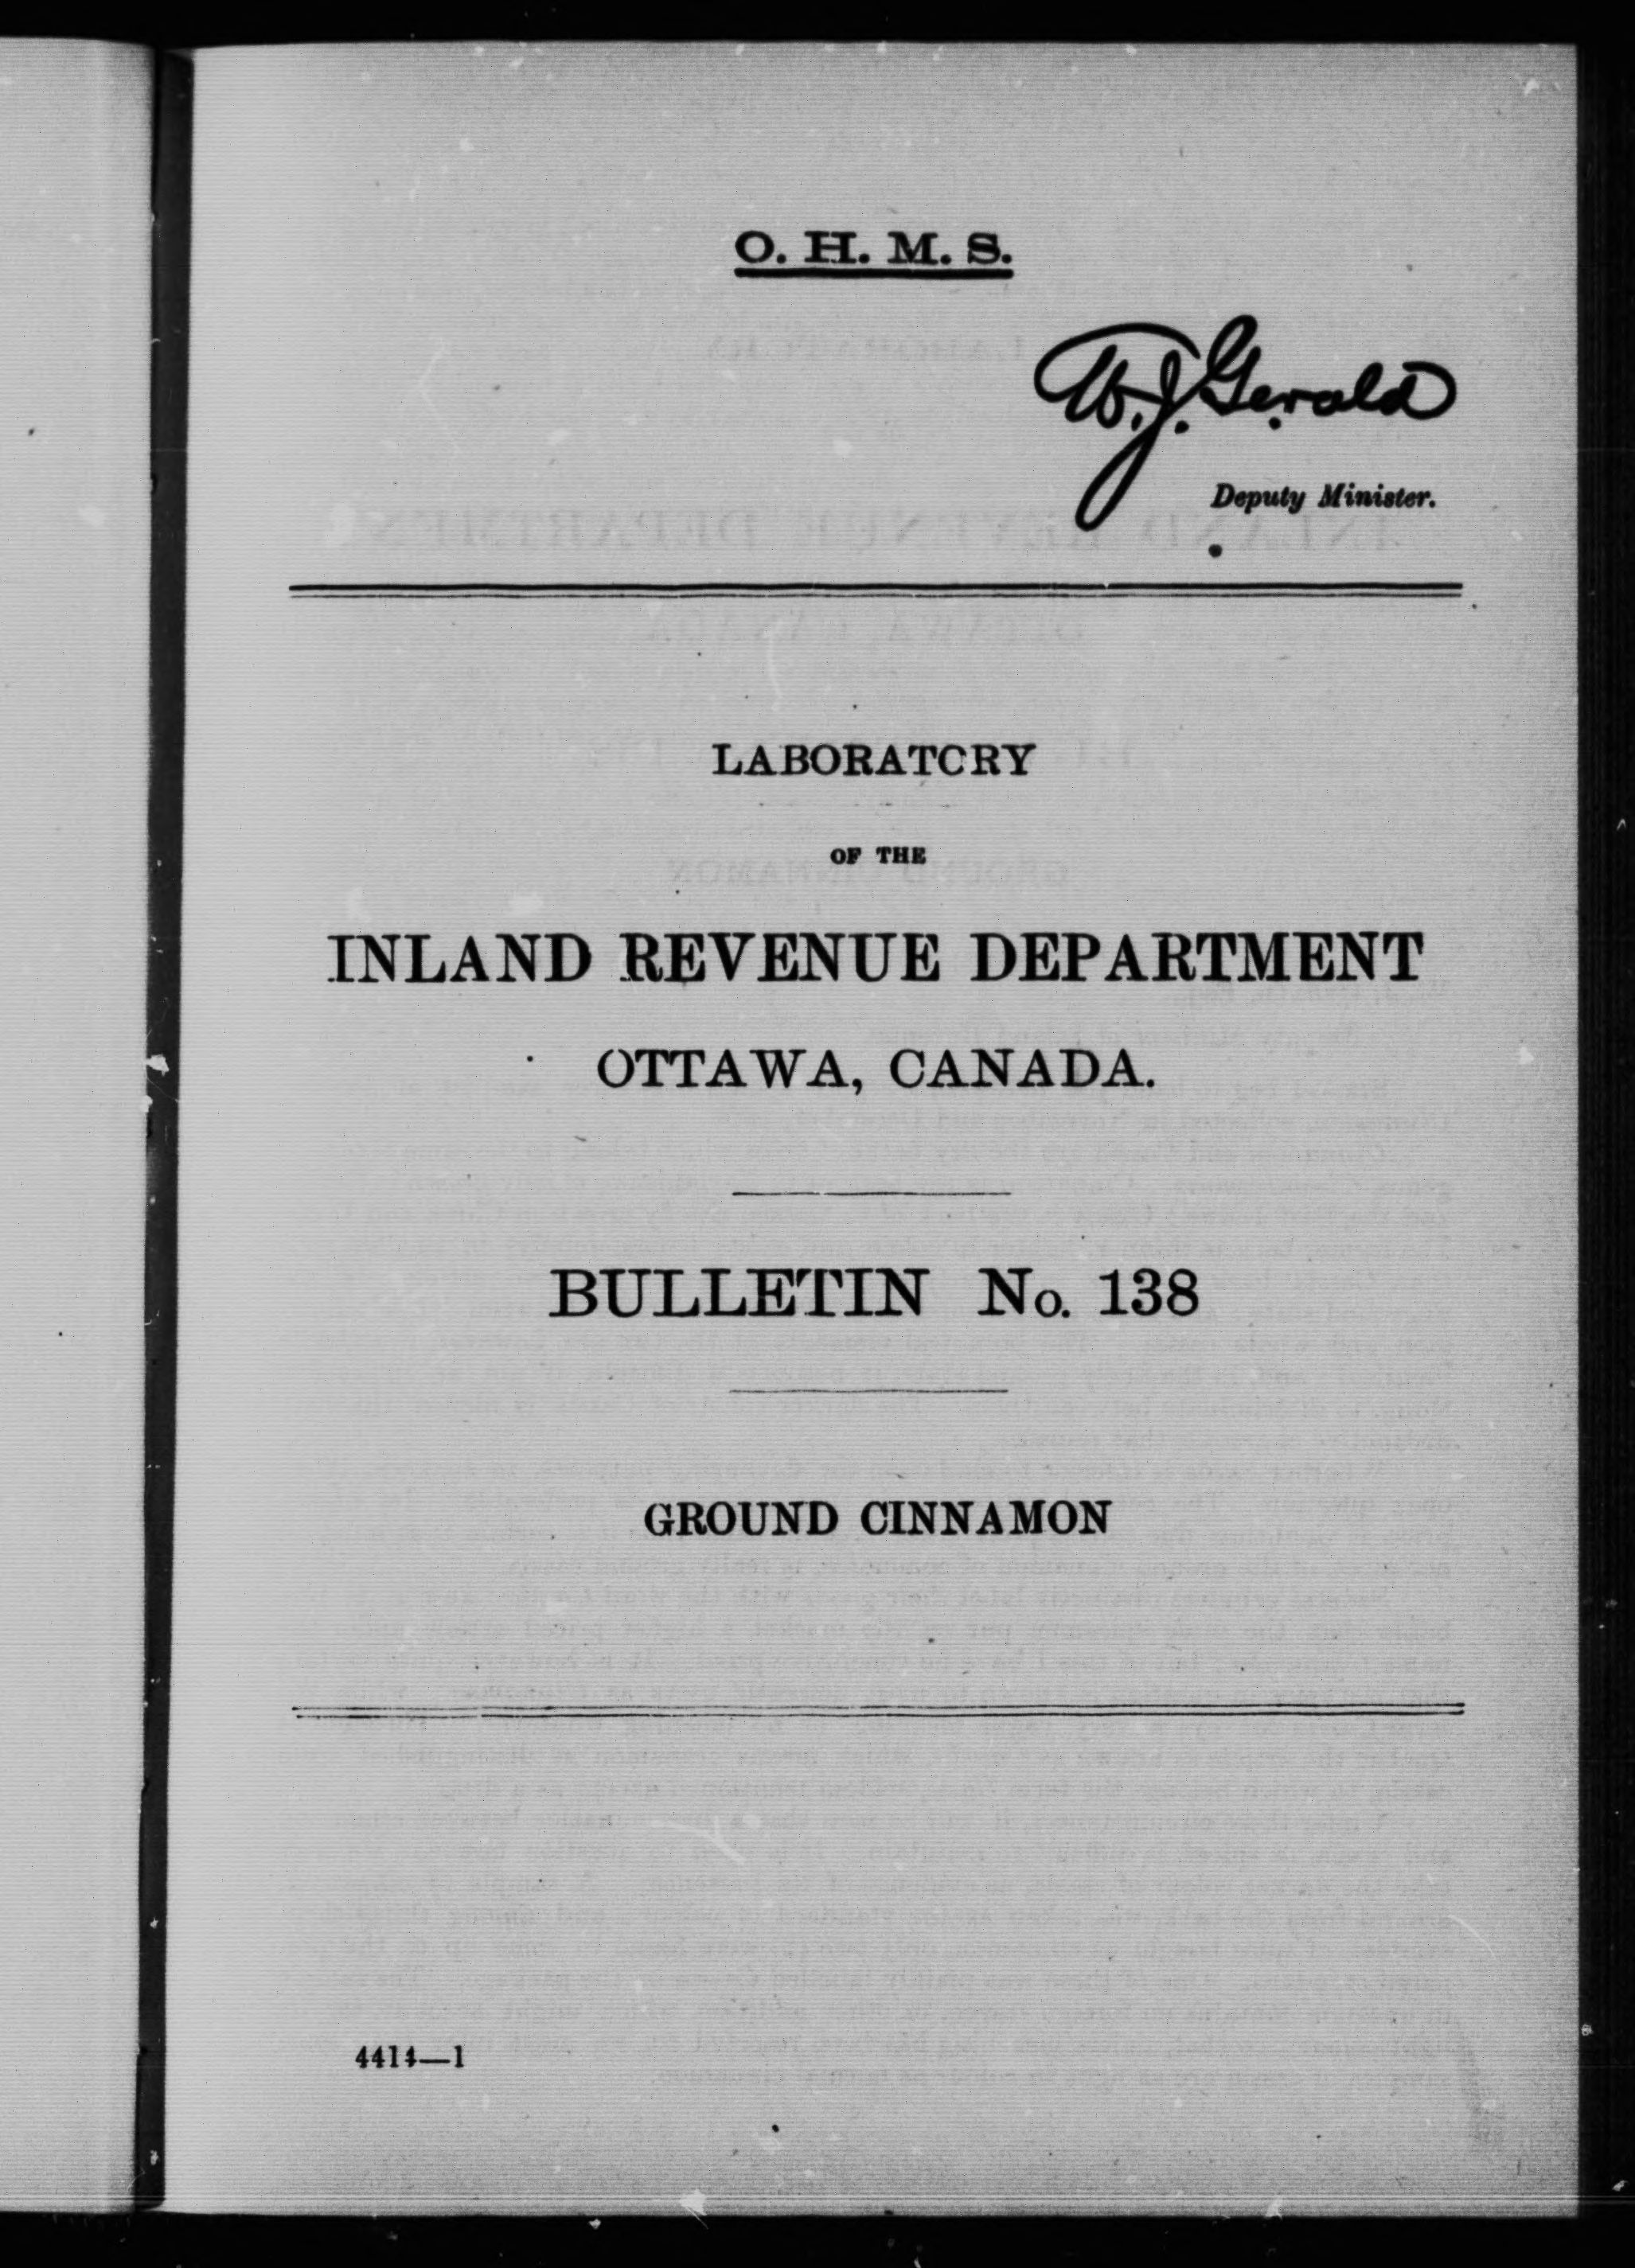 O. H. M. S.
W. J. Gerald
Deputy Minister.
LABORATORY
OF THE
INLAND REVENUE DEPARTMENT
OTTAWA, CANADA.
BULLETIN No. 138
GROUND CINNAMON
4414—1